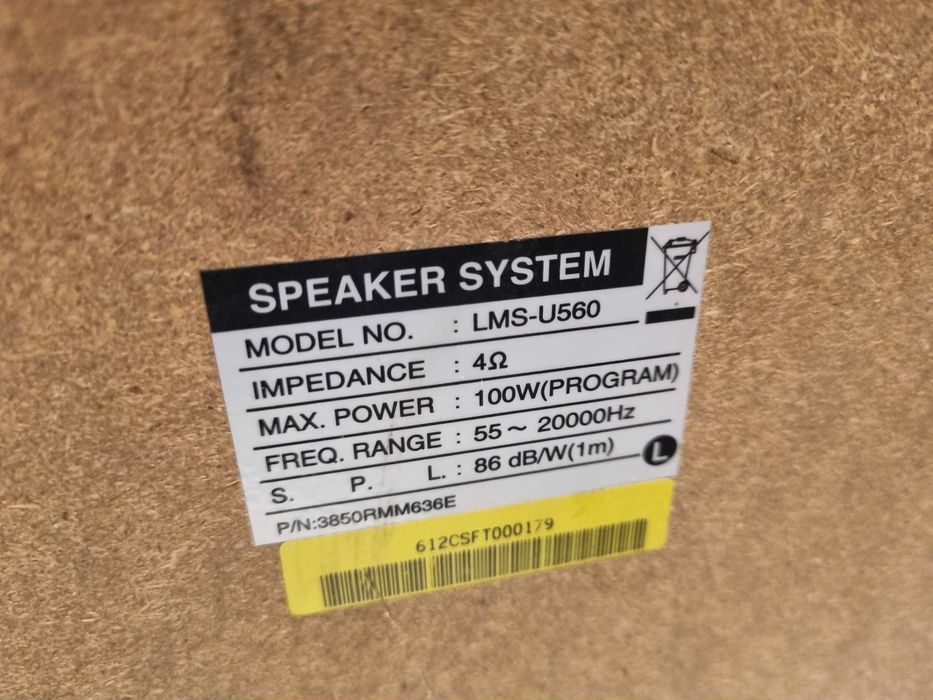 SPEAKER SYSTEM
MODEL NO. : LMS-U560
IMPEDANCE : 4Ω
MAX. POWER : 100W(PROGRAM)
FREQ. RANGE : 55 ~ 20000Hz
S. P. L. : 86 dB/W(1m)
L
P/N:3850RMM636E
612CSFT000179